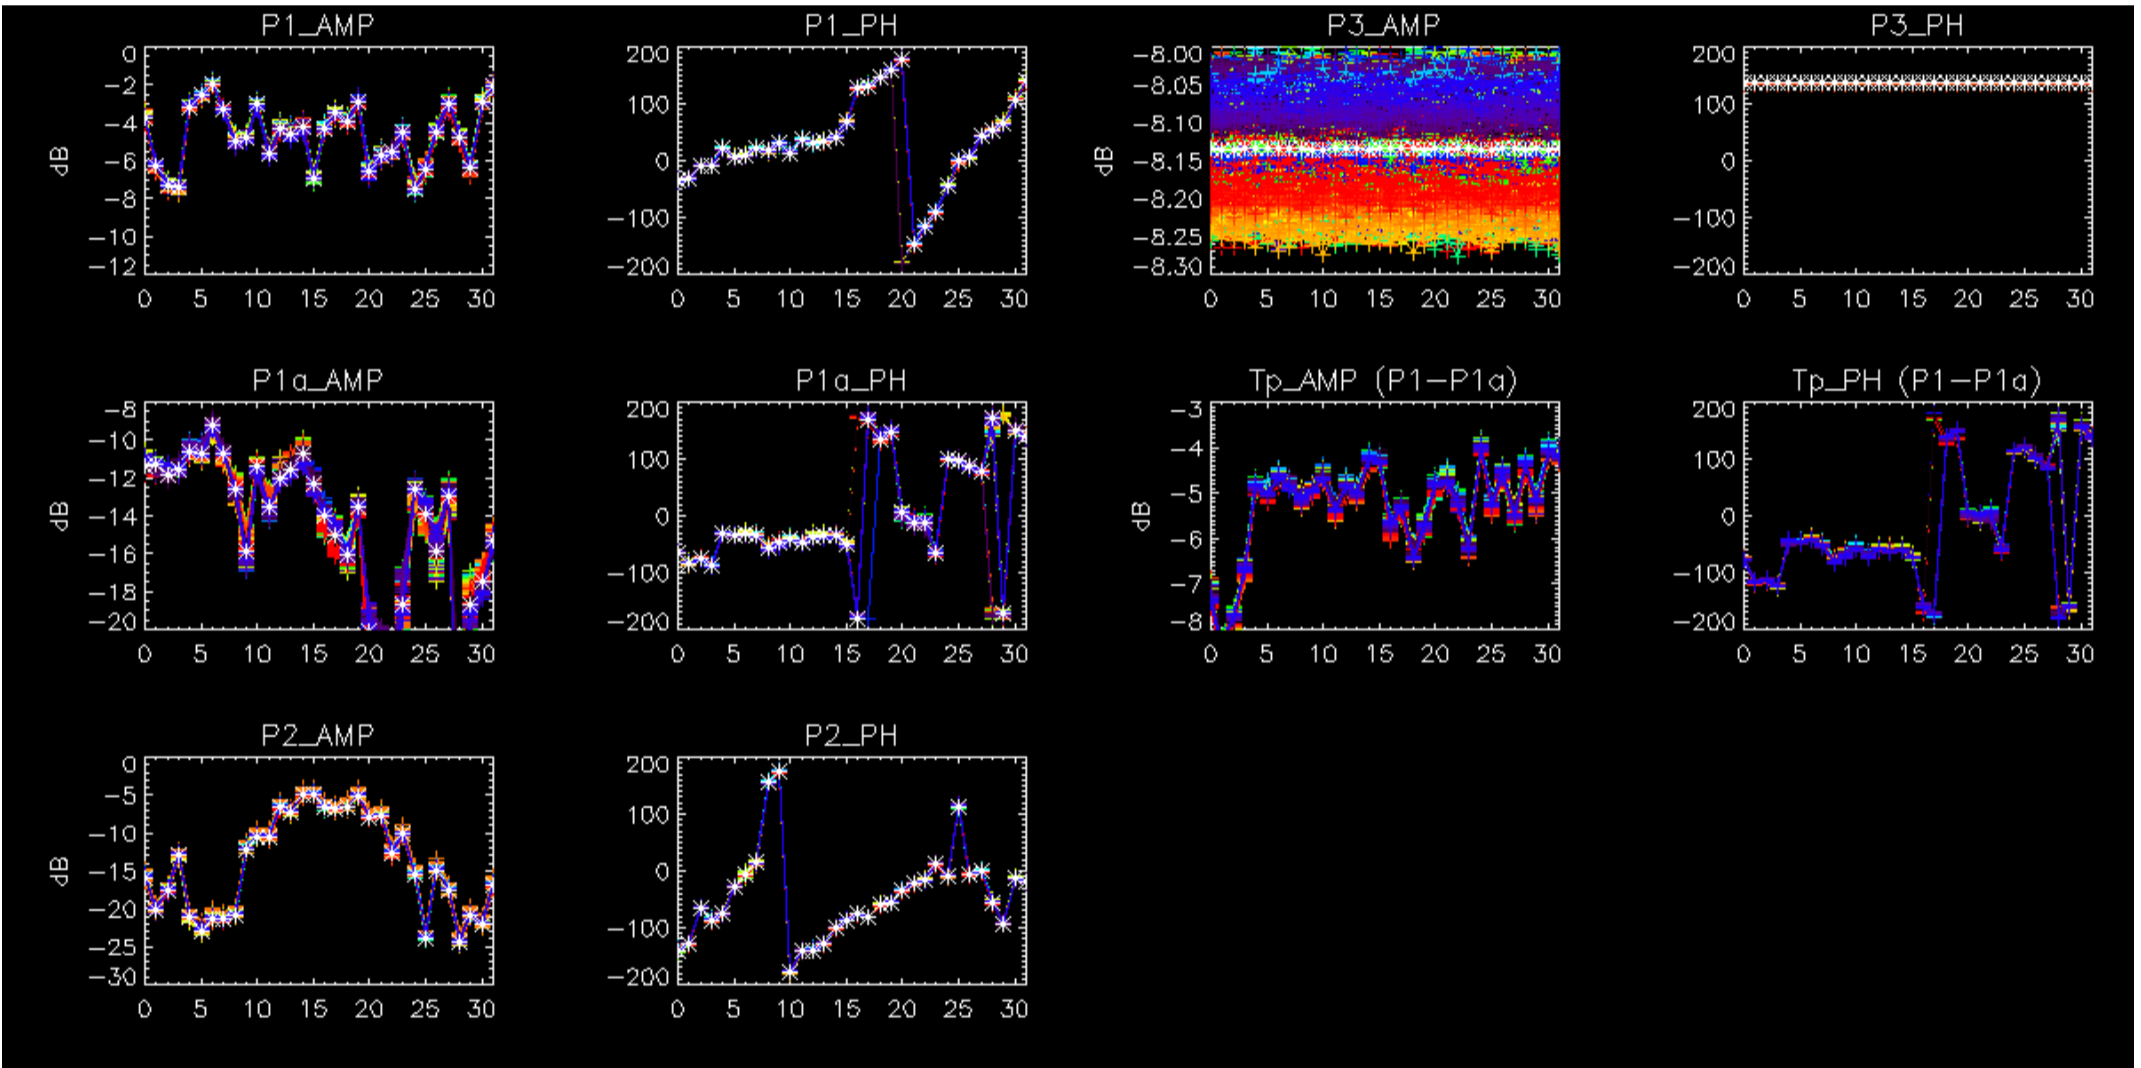 P1_AMP
dB
0
-2
-4
-6
-8
-10
-12
0 5 10 15 20 25 30
P1_PH
200
100
0
-100
-200
0 5 10 15 20 25 30
P3_AMP
dB
-8.00
-8.05
-8.10
-8.15
-8.20
-8.25
-8.30
0 5 10 15 20 25 30
P3_PH
200
100
0
-100
-200
0 5 10 15 20 25 30
P1a_AMP
dB
-8
-10
-12
-14
-16
-18
-20
0 5 10 15 20 25 30
P1a_PH
200
100
0
-100
-200
0 5 10 15 20 25 30
Tp_AMP (P1-P1a)
dB
-3
-4
-5
-6
-7
-8
0 5 10 15 20 25 30
Tp_PH (P1-P1a)
200
100
0
-100
-200
0 5 10 15 20 25 30
P2_AMP
dB
0
-5
-10
-15
-20
-25
-30
0 5 10 15 20 25 30
P2_PH
200
100
0
-100
-200
0 5 10 15 20 25 30